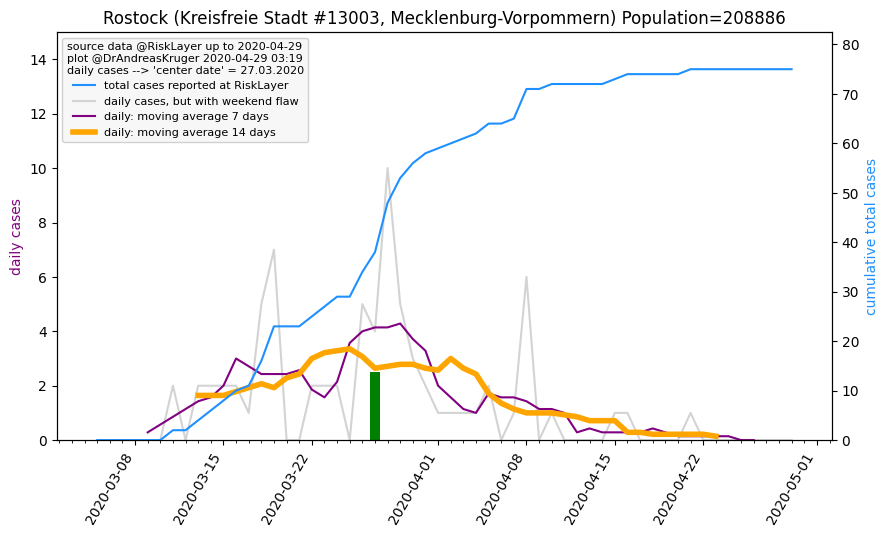 Rostock (Kreisfreie Stadt #13003, Mecklenburg-Vorpommern) Population=208886
source data @RiskLayer up to 2020-04-29
plot @DrAndreasKruger 2020-04-29 03:19
daily cases --> 'center date' = 27.03.2020
total cases reported at RiskLayer
daily cases, but with weekend flaw
daily: moving average 7 days
daily: moving average 14 days
daily cases
14
12
10
8
6
4
2
0
cumulative total cases
80
70
60
50
40
30
20
10
0
2020-03-08
2020-03-15
2020-03-22
2020-04-01
2020-04-08
2020-04-15
2020-04-22
2020-05-01